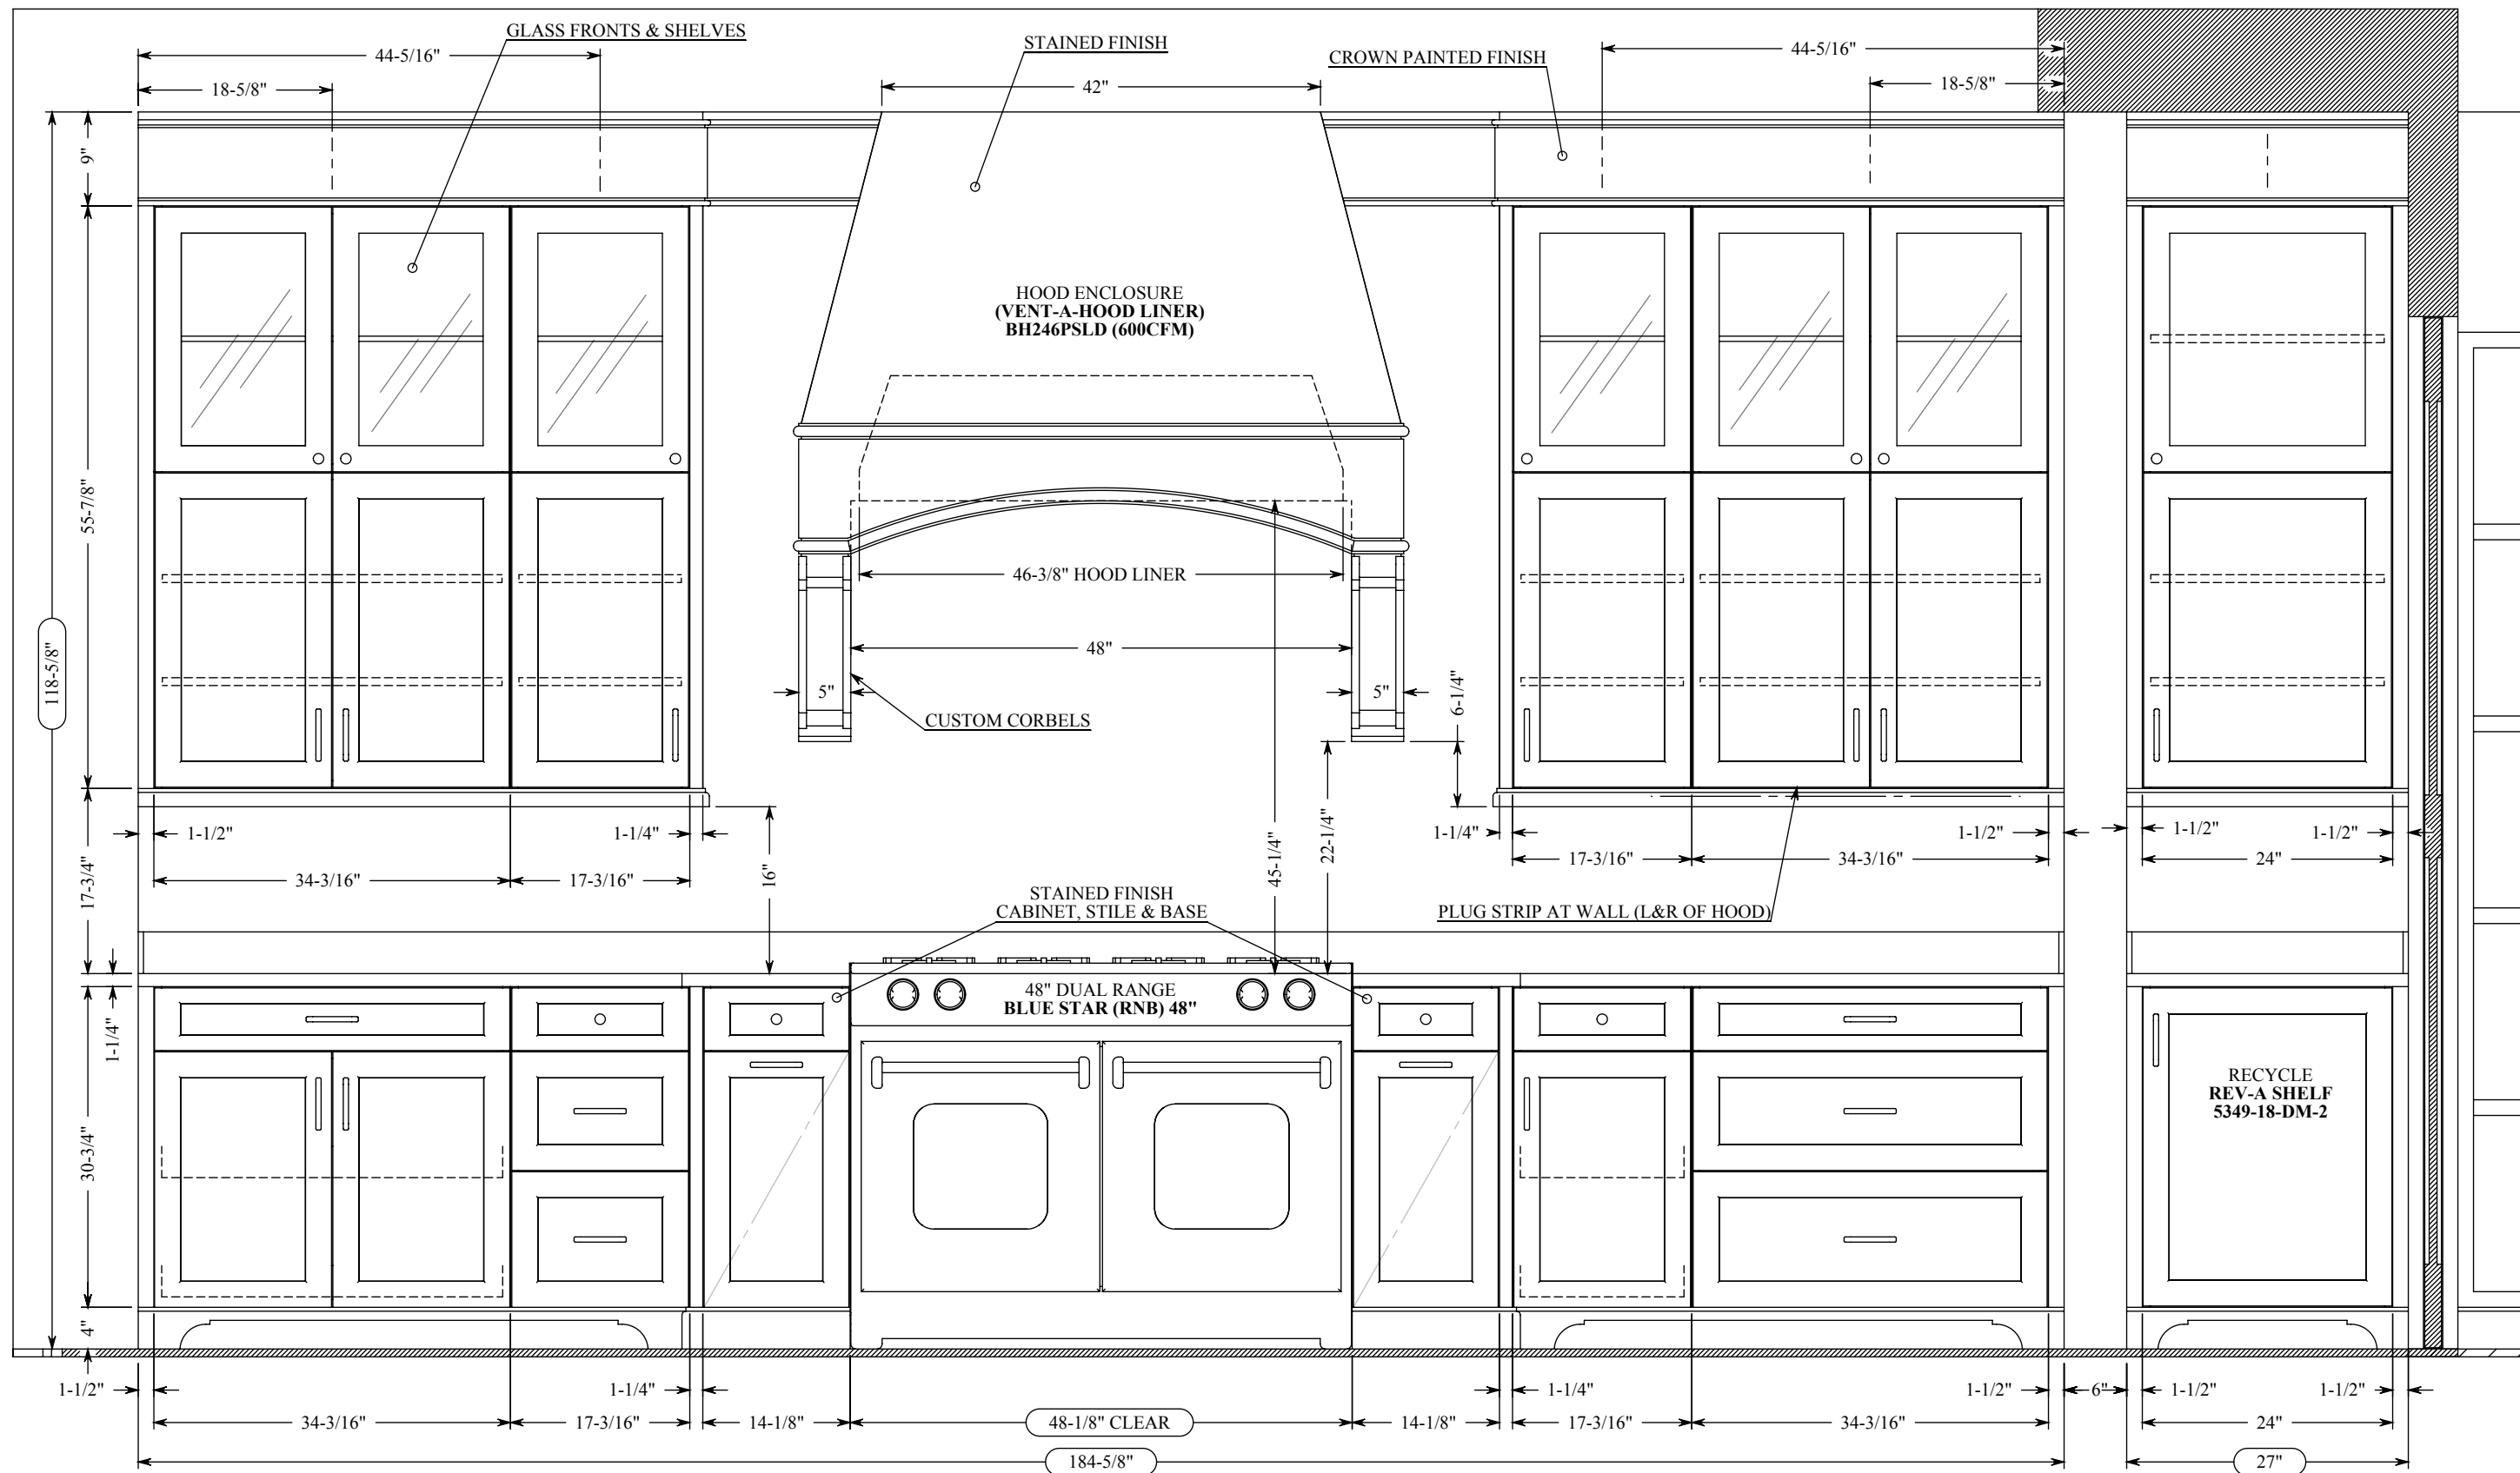 GLASS FRONTS & SHELVES
STAINED FINISH
CROWN PAINTED FINISH
44-5/16"
44-5/16"
18-5/8"
42"
18-5/8"
9"
HOOD ENCLOSURE
(VENT-A-HOOD LINER)
BH246PSLD (600CFM)
55-7/8"
118-5/8"
46-3/8" HOOD LINER
48"
5"
5"
6-1/4"
CUSTOM CORBELS
1-1/2"
1-1/4"
16"
45-1/4"
22-1/4"
1-1/4"
1-1/2"
1-1/2"
1-1/2"
34-3/16"
17-3/16"
17-3/16"
34-3/16"
24"
17-3/4"
STAINED FINISH
CABINET, STILE & BASE
PLUG STRIP AT WALL (L&R OF HOOD)
1-1/4"
48" DUAL RANGE
BLUE STAR (RNB) 48"
30-3/4"
RECYCLE
REV-A SHELF
5349-18-DM-2
4"
1-1/2"
1-1/4"
1-1/4"
1-1/2"
6"
1-1/2"
1-1/2"
34-3/16"
17-3/16"
14-1/8"
48-1/8" CLEAR
14-1/8"
17-3/16"
34-3/16"
24"
184-5/8"
27"